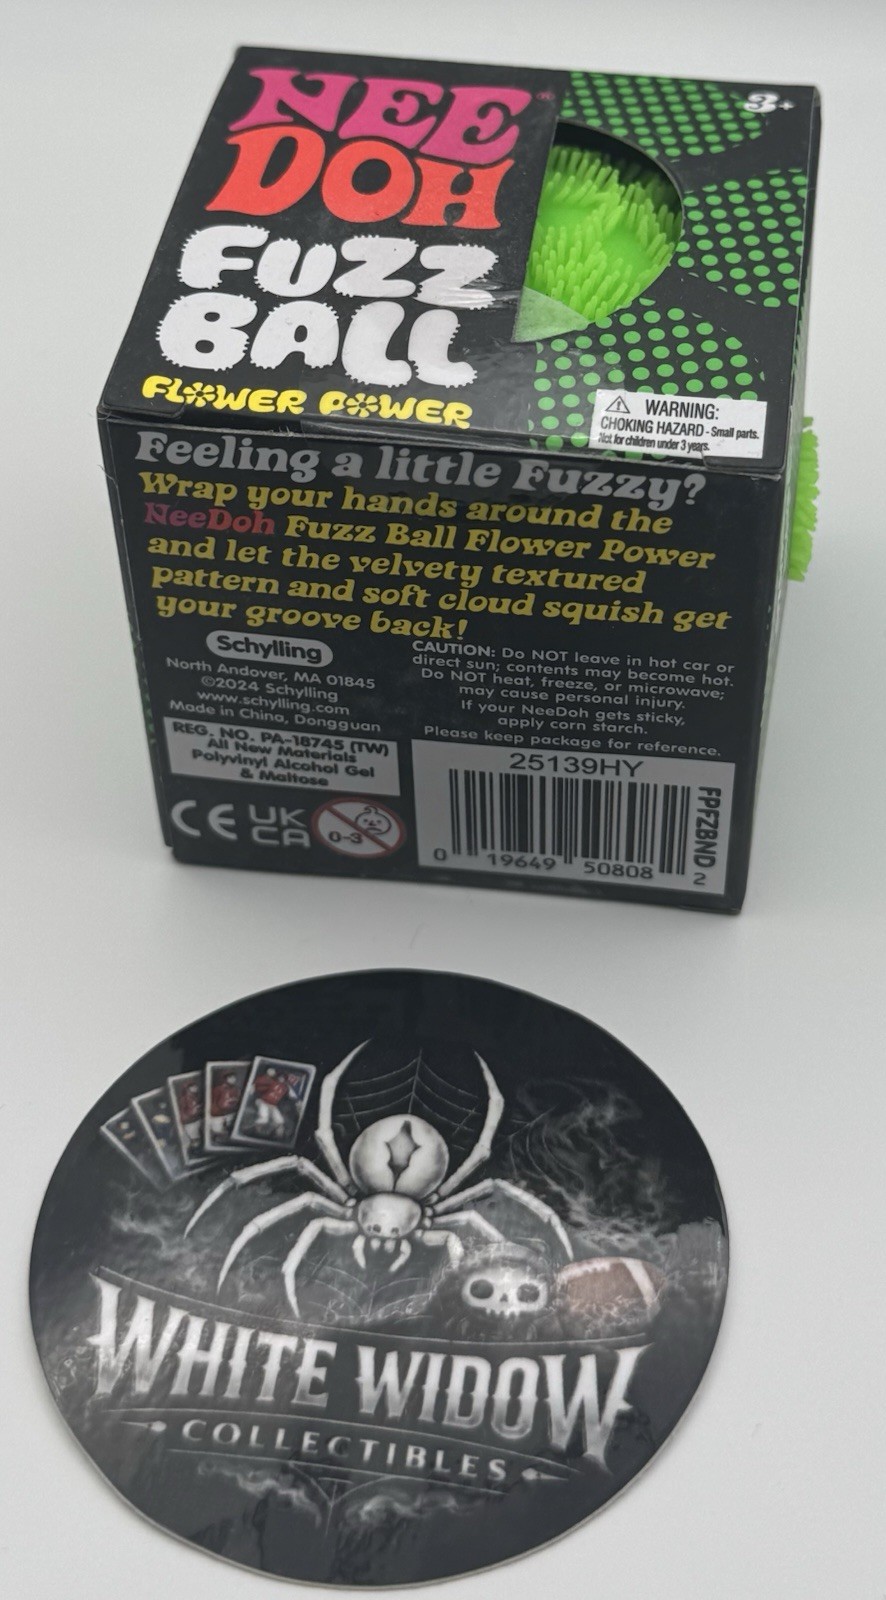 NEE
DOH®
FUZZ
BALL
FLOWER POWER
3+
WARNING:
CHOKING HAZARD - Small parts.
Not for children under 3 years.
Feeling a little Fuzzy?
Wrap your hands around the
NeeDoh Fuzz Ball Flower Power
and let the velvety textured
pattern and soft cloud squish get
your groove back!
Schylling
North Andover, MA 01845
©2024 Schylling
www.schylling.com
Made in China, Dongguan
REG. NO. PA-18745 (TW)
All New Materials
Polyvinyl Alcohol Gel
& Maltose
CE UK
CA
0-3
CAUTION: Do NOT leave in hot car or
direct sun; contents may become hot.
Do NOT heat, freeze, or microwave;
may cause personal injury.
If your NeeDoh gets sticky,
apply corn starch.
Please keep package for reference.
25139HY
0 19649 50808 2
FPFZBND
WHITE WIDOW
COLLECTIBLES